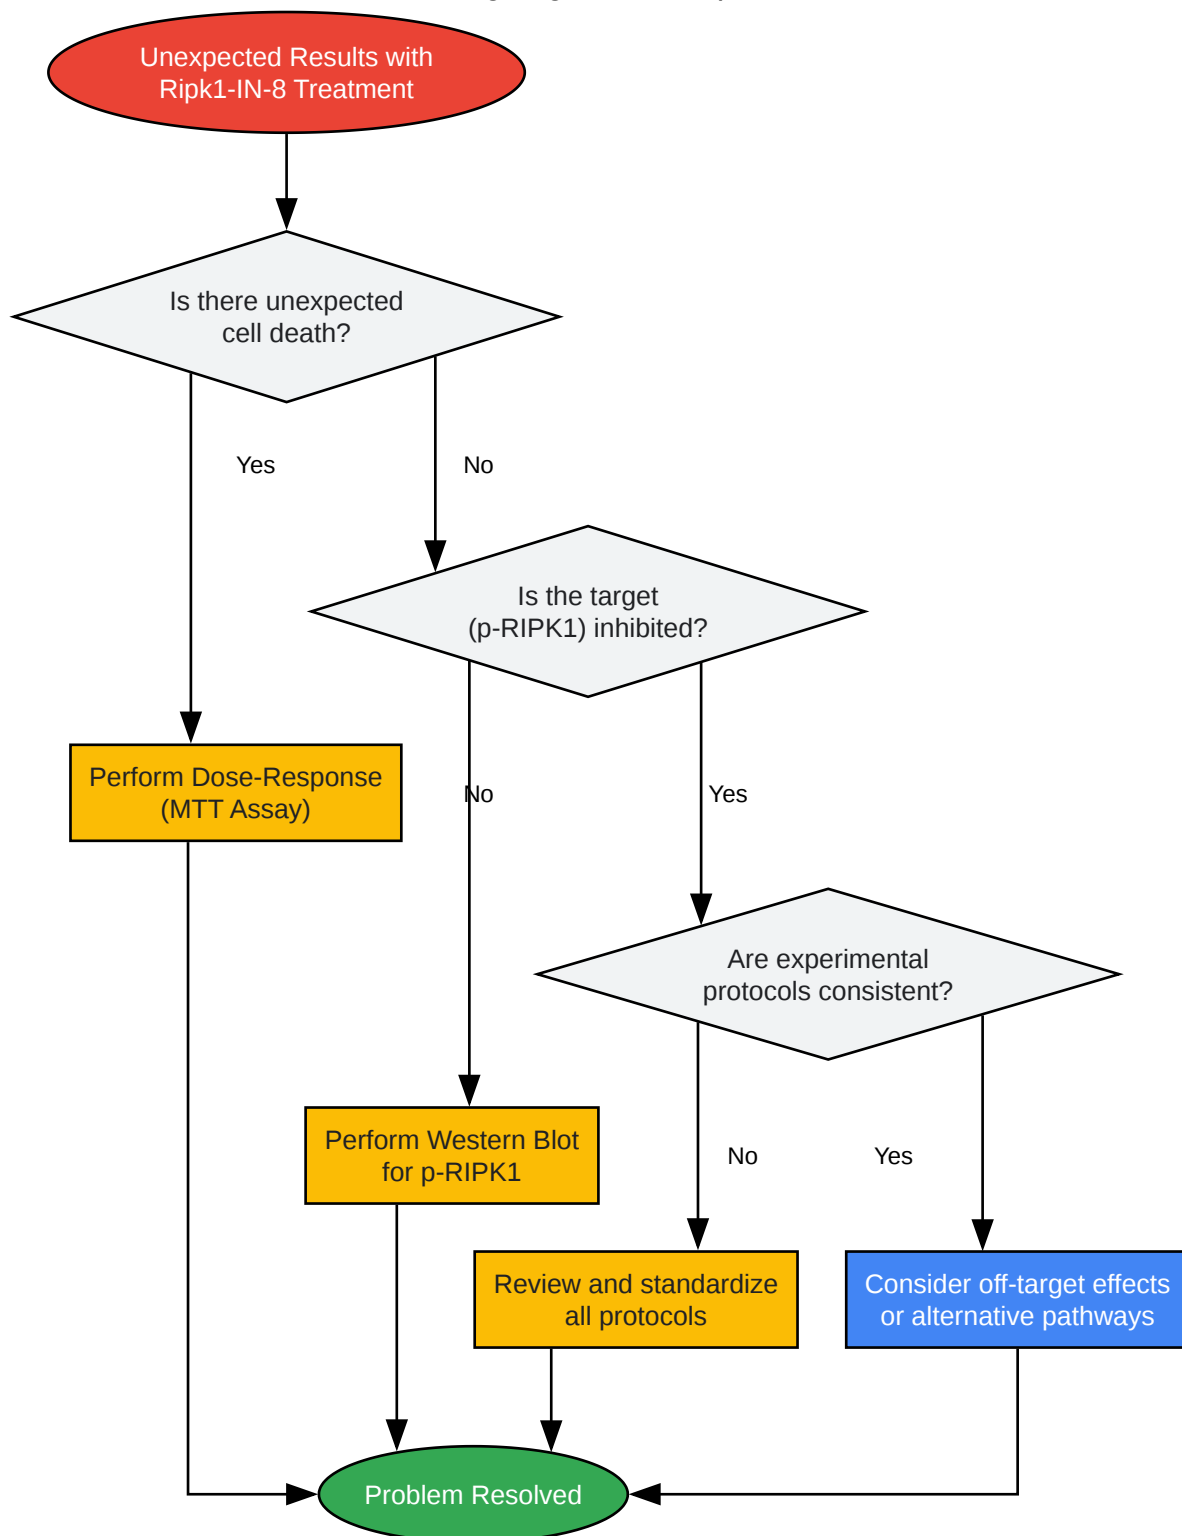 Unexpected Results with
Ripk1-IN-8 Treatment
Is there unexpected
cell death?
Yes
No
Is the target
(p-RIPK1) inhibited?
Perform Dose-Response
(MTT Assay)
No
Yes
Are experimental
protocols consistent?
Perform Western Blot
for p-RIPK1
No
Yes
Review and standardize
all protocols
Consider off-target effects
or alternative pathways
Problem Resolved